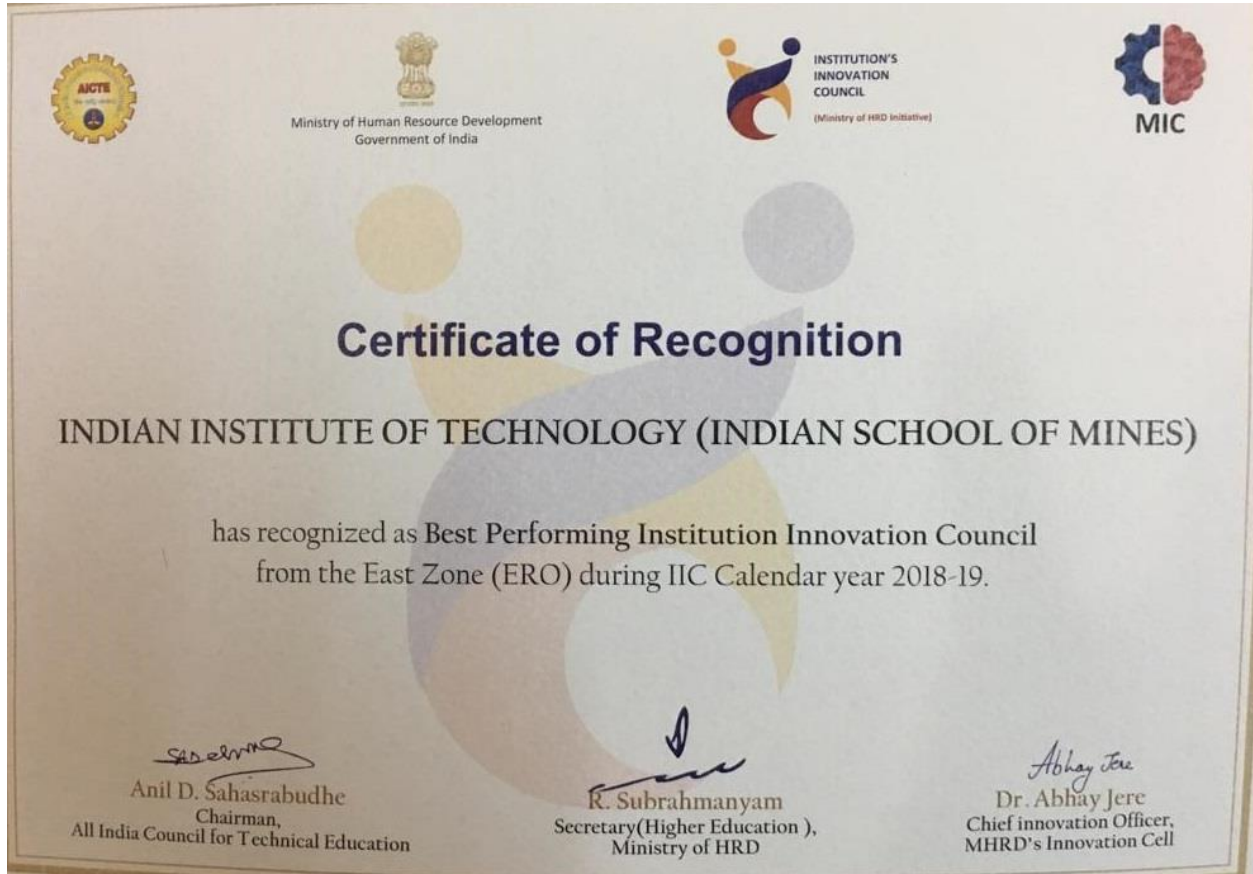 AICTE
Ministry of Human Resource Development
Government of India
INSTITUTION'S
INNOVATION
COUNCIL
(Ministry of HRD Initiative)
MIC
Certificate of Recognition
INDIAN INSTITUTE OF TECHNOLOGY (INDIAN SCHOOL OF MINES)
has recognized as Best Performing Institution Innovation Council
from the East Zone (ERO) during IIC Calendar year 2018-19.
Abhay Jere
Anil D. Sahasrabudhe
Chairman,
All India Council for Technical Education
R. Subrahmanyam
Secretary(Higher Education ),
Ministry of HRD
Dr. Abhay Jere
Chief innovation Officer,
MHRD's Innovation Cell